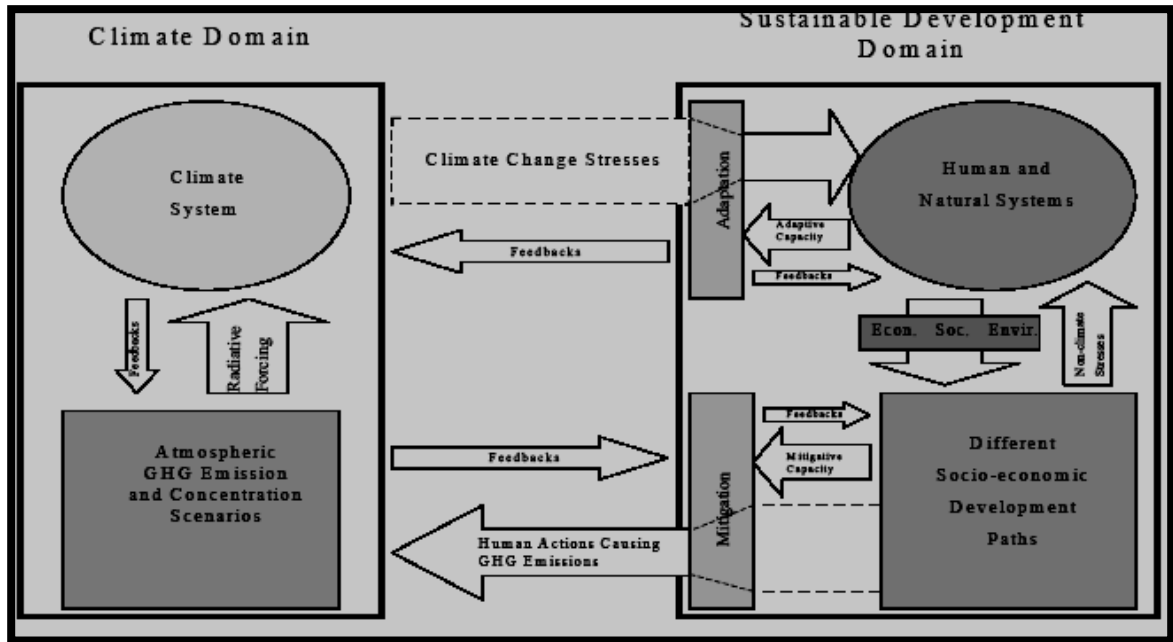 Climate Domain
Sustainable Development
Domain
Climate
System
Climate Change Stresses
Adaptation
Human and
Natural Systems
Adaptive
Capacity
Feedbacks
Feedbacks
Feedbacks
Radiative
Forcing
Econ. Soc. Envir.
Non-climate
Stresses
Atmospheric
GHG Emission
and Concentration
Scenarios
Feedbacks
Mitigation
Feedbacks
Mitigative
Capacity
Different
Socio-economic
Development
Paths
Human Actions Causing
GHG Emissions